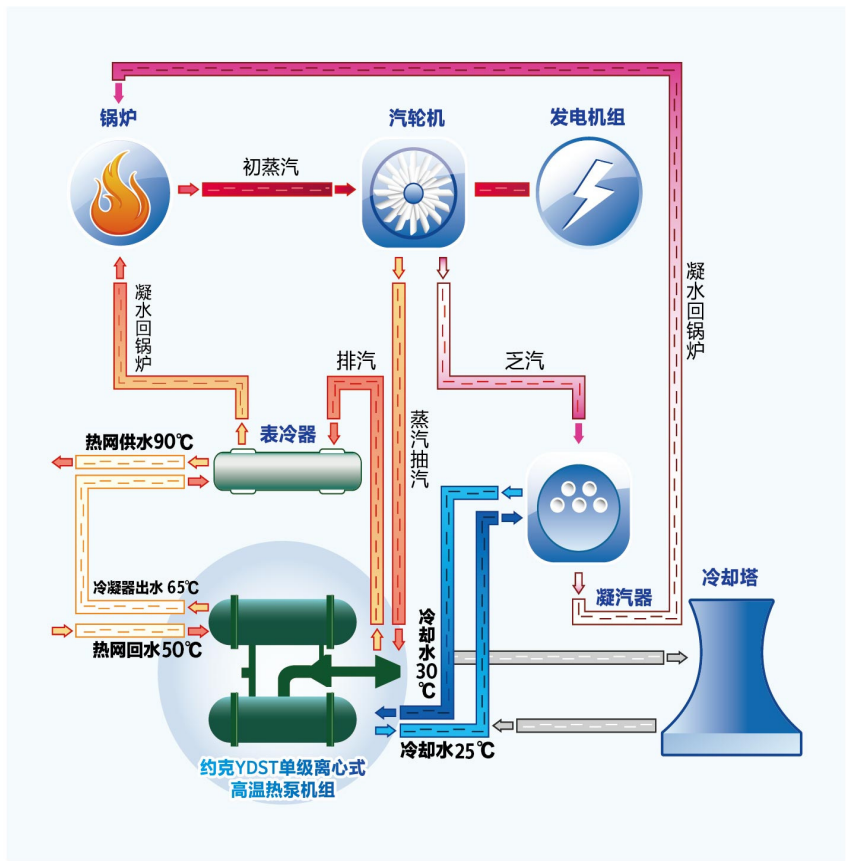 锅炉
汽轮机
发电机组
初蒸汽
凝水回锅炉
凝水回锅炉
排汽
乏汽
蒸汽抽汽
表冷器
热网供水90℃
冷凝器出水 65℃
热网回水50℃
凝汽器
冷却塔
冷却水30℃
冷却水25℃
约克YDST单级离心式
高温热泵机组